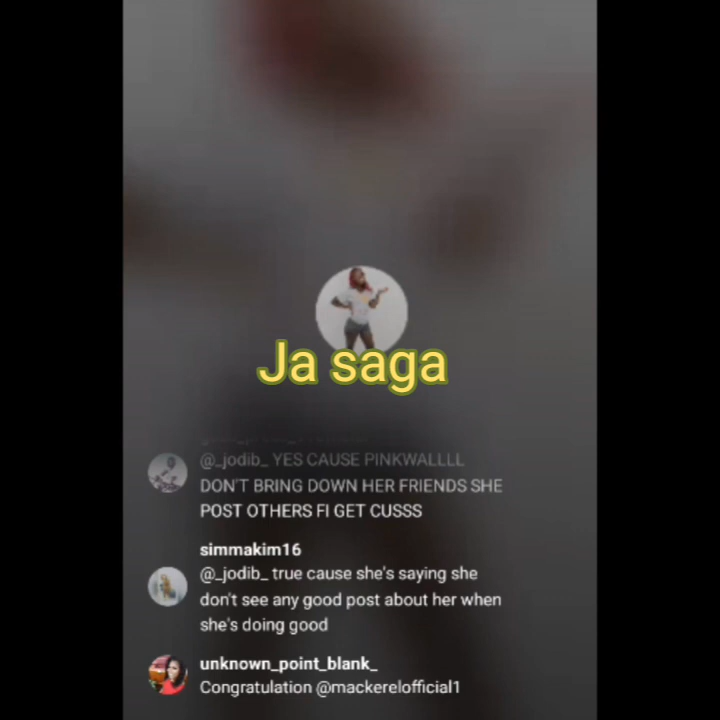 Ja saga
@_jodib_ YES CAUSE PINKWALLLL
DON'T BRING DOWN HER FRIENDS SHE
POST OTHERS FI GET CUSSS
simmakim16
@_jodib_ true cause she's saying she
don't see any good post about her when
she's doing good
unknown_point_blank_
Congratulation @mackerelofficial1